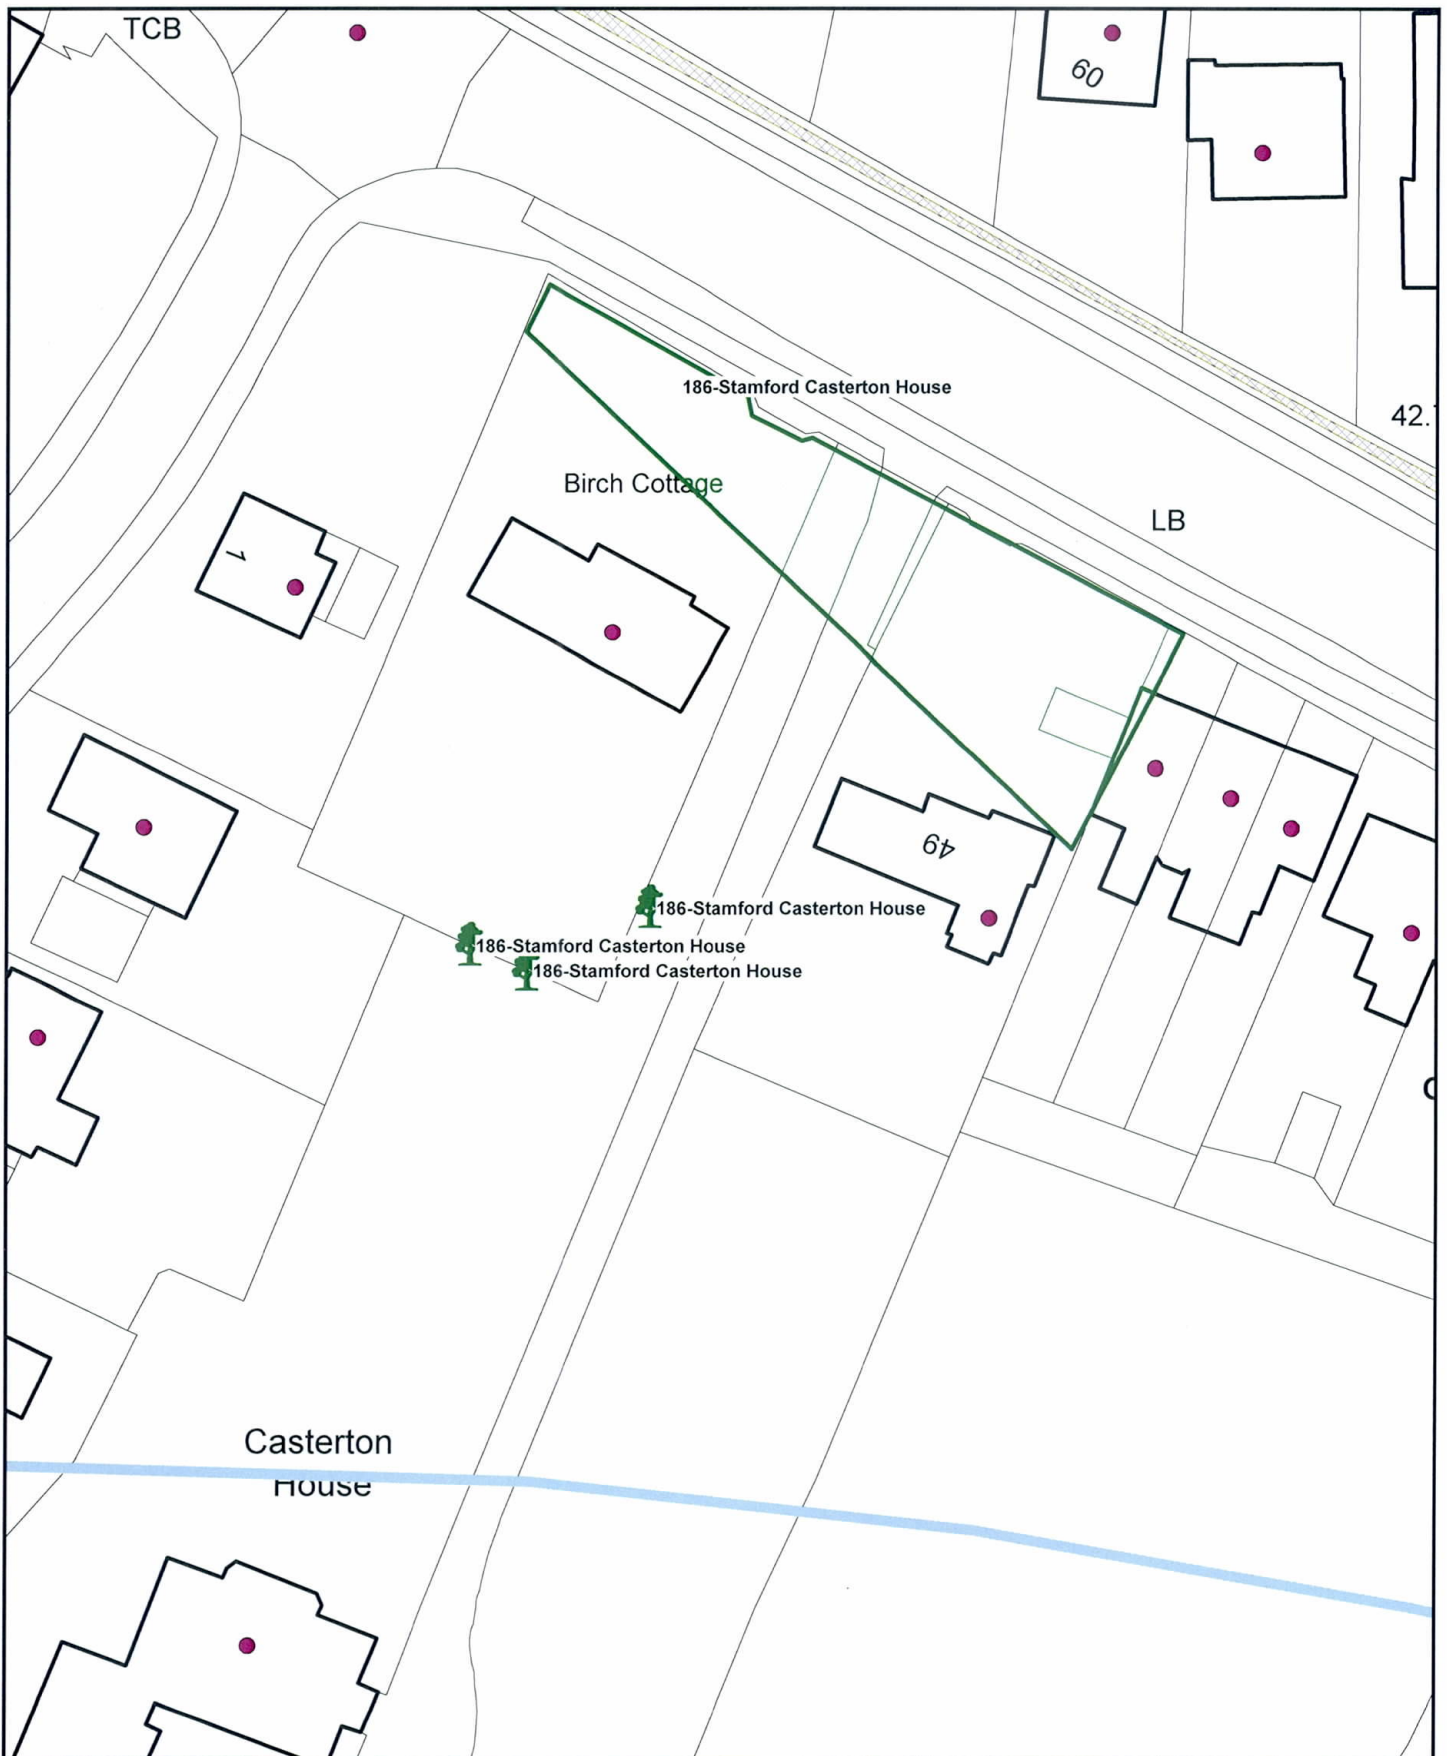 TCB
60
186-Stamford Casterton House
42.
Birch Cottage
LB
1
49
186-Stamford Casterton House
186-Stamford Casterton House
186-Stamford Casterton House
Casterton
House